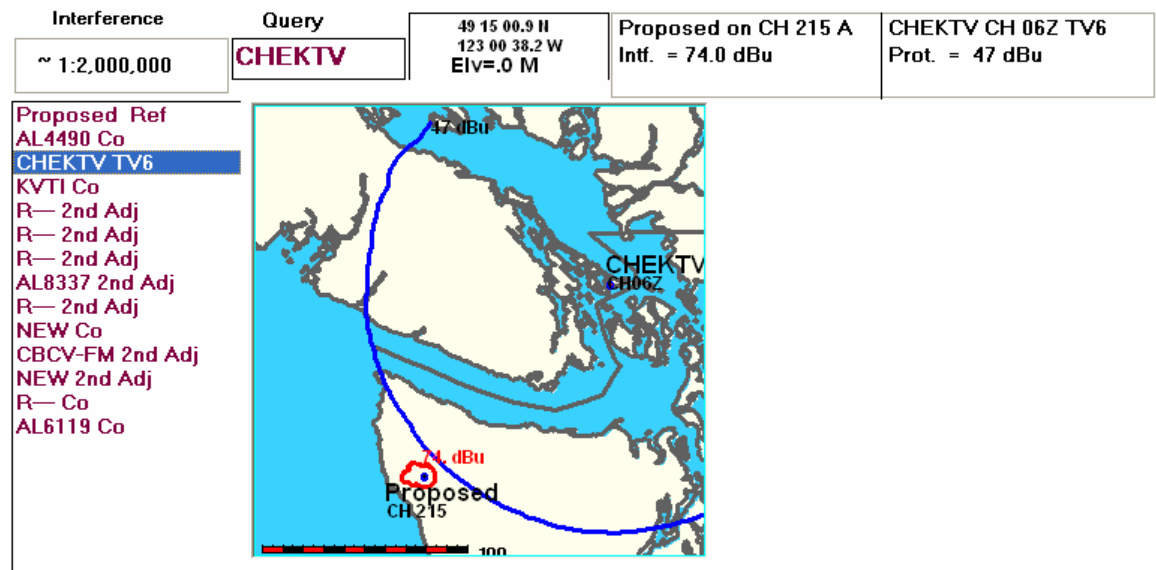 Interference
~ 1:2,000,000
Query
CHEKTV
49 15 00.9 N
123 00 38.2 W
Elv=.0 M
Proposed on CH 215 A
Intf. = 74.0 dBu
CHEKTV CH 06Z TV6
Prot. = 47 dBu
Proposed Ref
AL4490 Co
CHEKTV TV6
KVTI Co
R— 2nd Adj
R— 2nd Adj
R— 2nd Adj
AL8337 2nd Adj
R— 2nd Adj
NEW Co
CBCV-FM 2nd Adj
NEW 2nd Adj
R— Co
AL6119 Co
47 dBu
CHEKTV
CH06Z
74. dBu
Proposed
CH 215
100